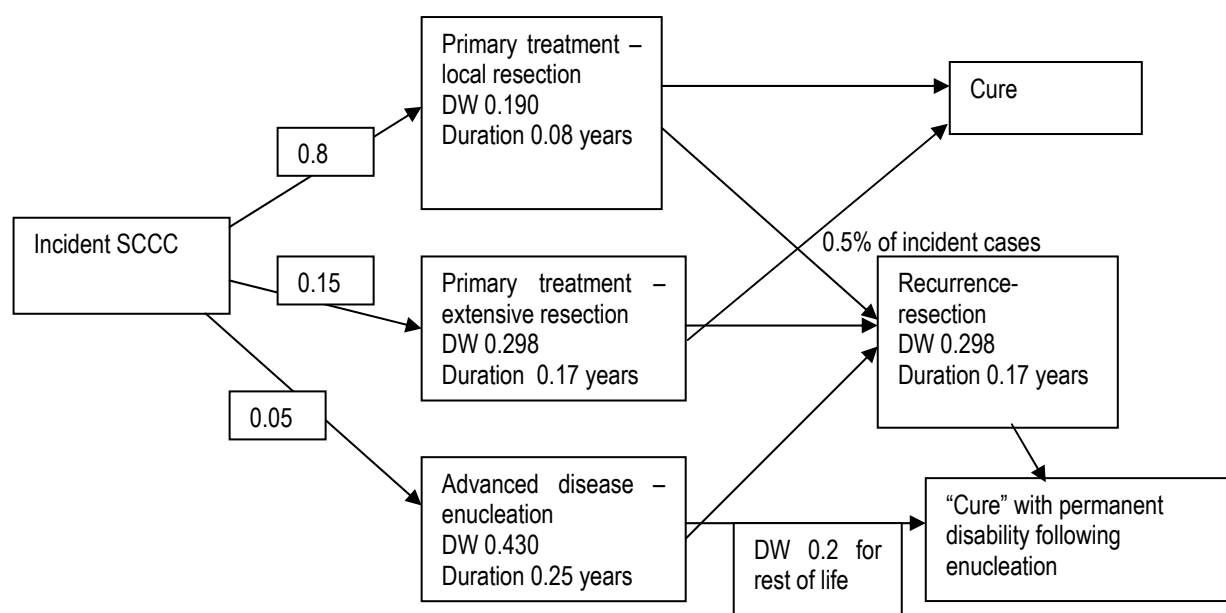 Primary treatment –
local resection
DW 0.190
Duration 0.08 years
Cure
0.8
Incident SCCC
0.5% of incident cases
0.15
Primary treatment –
extensive resection
DW 0.298
Duration 0.17 years
Recurrence-
resection
DW 0.298
Duration 0.17 years
0.05
Advanced disease –
enucleation
DW 0.430
Duration 0.25 years
DW 0.2 for
rest of life
“Cure” with permanent
disability following
enucleation